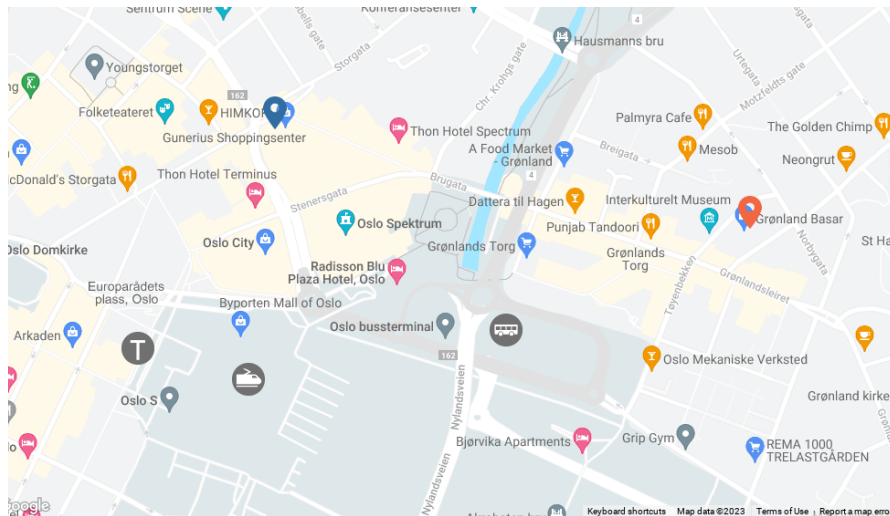 Sentrum Scene
Konferansesenter
Hausmanns bru
4
Youngstorget
Storgata
Chr. Krohgs gate
Urtegata
Motzfeldts gate
162
Folketeateret
HIMKOK
Gunerius Shoppingsenter
Thon Hotel Spectrum
Palmyra Cafe
The Golden Chimp
A Food Market
- Grønland
Breigata
Mesob
Neongrut
McDonald's Storgata
Thon Hotel Terminus
Stenersgata
Brugata
4
Dattera til Hagen
Interkulturelt Museum
Grønland Basar
Punjab Tandoori
Oslo Spektrum
Oslo City
Oslo Domkirke
Grønlands Torg
Grønlands
Torg
Norbygata
St Ha
Radisson Blu
Plaza Hotel, Oslo
Europarådets
plass, Oslo
Tøyenbekken
Grønlandsleiret
Byporten Mall of Oslo
Oslo bussterminal
Arkaden
T
162
Oslo Mekaniske Verksted
Nylandsveien
Oslo S
Grønland kirke
Bjørvika Apartments
Grip Gym
REMA 1000
TRELASTGÅRDEN
Nylandsveien
Google
Keyboard shortcuts
Map data ©2023
Terms of Use
Report a map erro